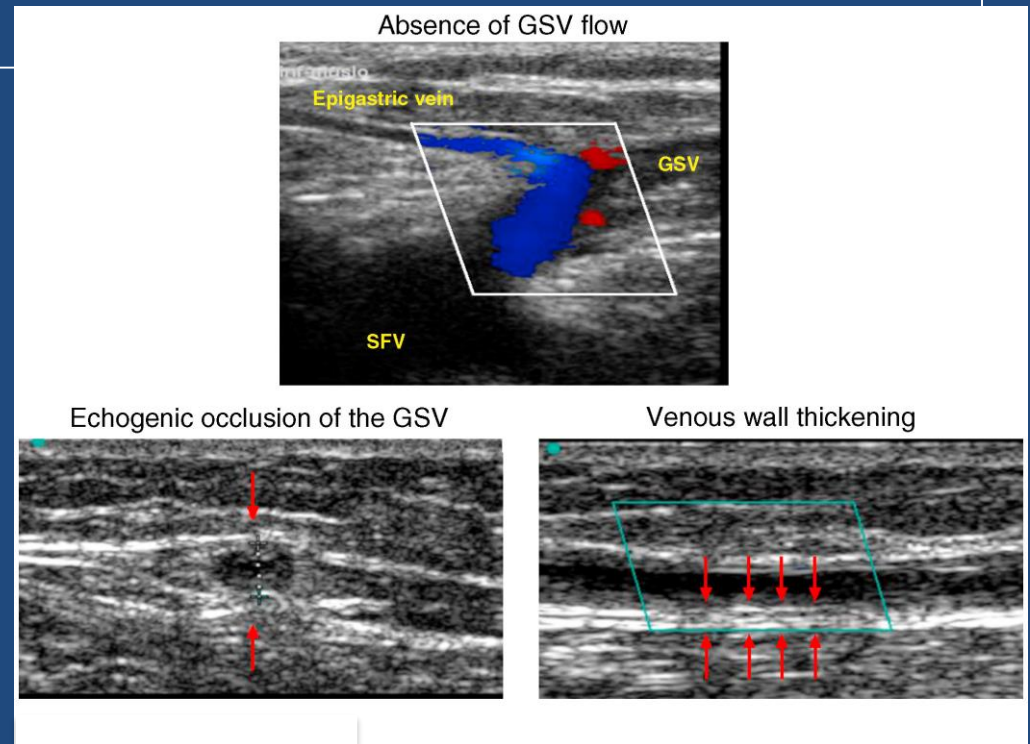 Absence of GSV flow
Epigastric vein
GSV
SFV
Echogenic occlusion of the GSV
Venous wall thickening